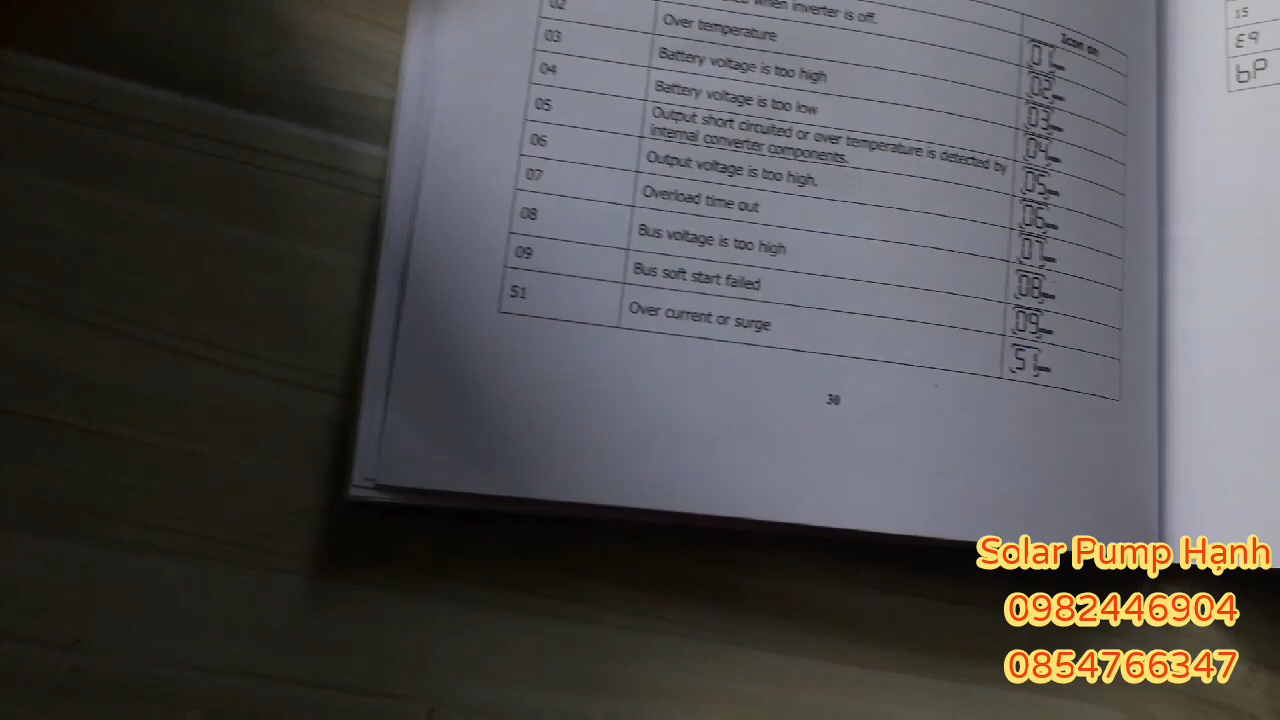 when inverter is off.
Icon on
01
02 Over temperature 02
03 Battery voltage is too high 03
04 Battery voltage is too low 04
05 Output short circuited or over temperature is detected by
internal converter components. 05
06 Output voltage is too high. 06
07 Overload time out 07
08 Bus voltage is too high 08
09 Bus soft start failed 09
51 Over current or surge 51
30
15
E9
bP
Solar Pump Hạnh
0982446904
0854766347